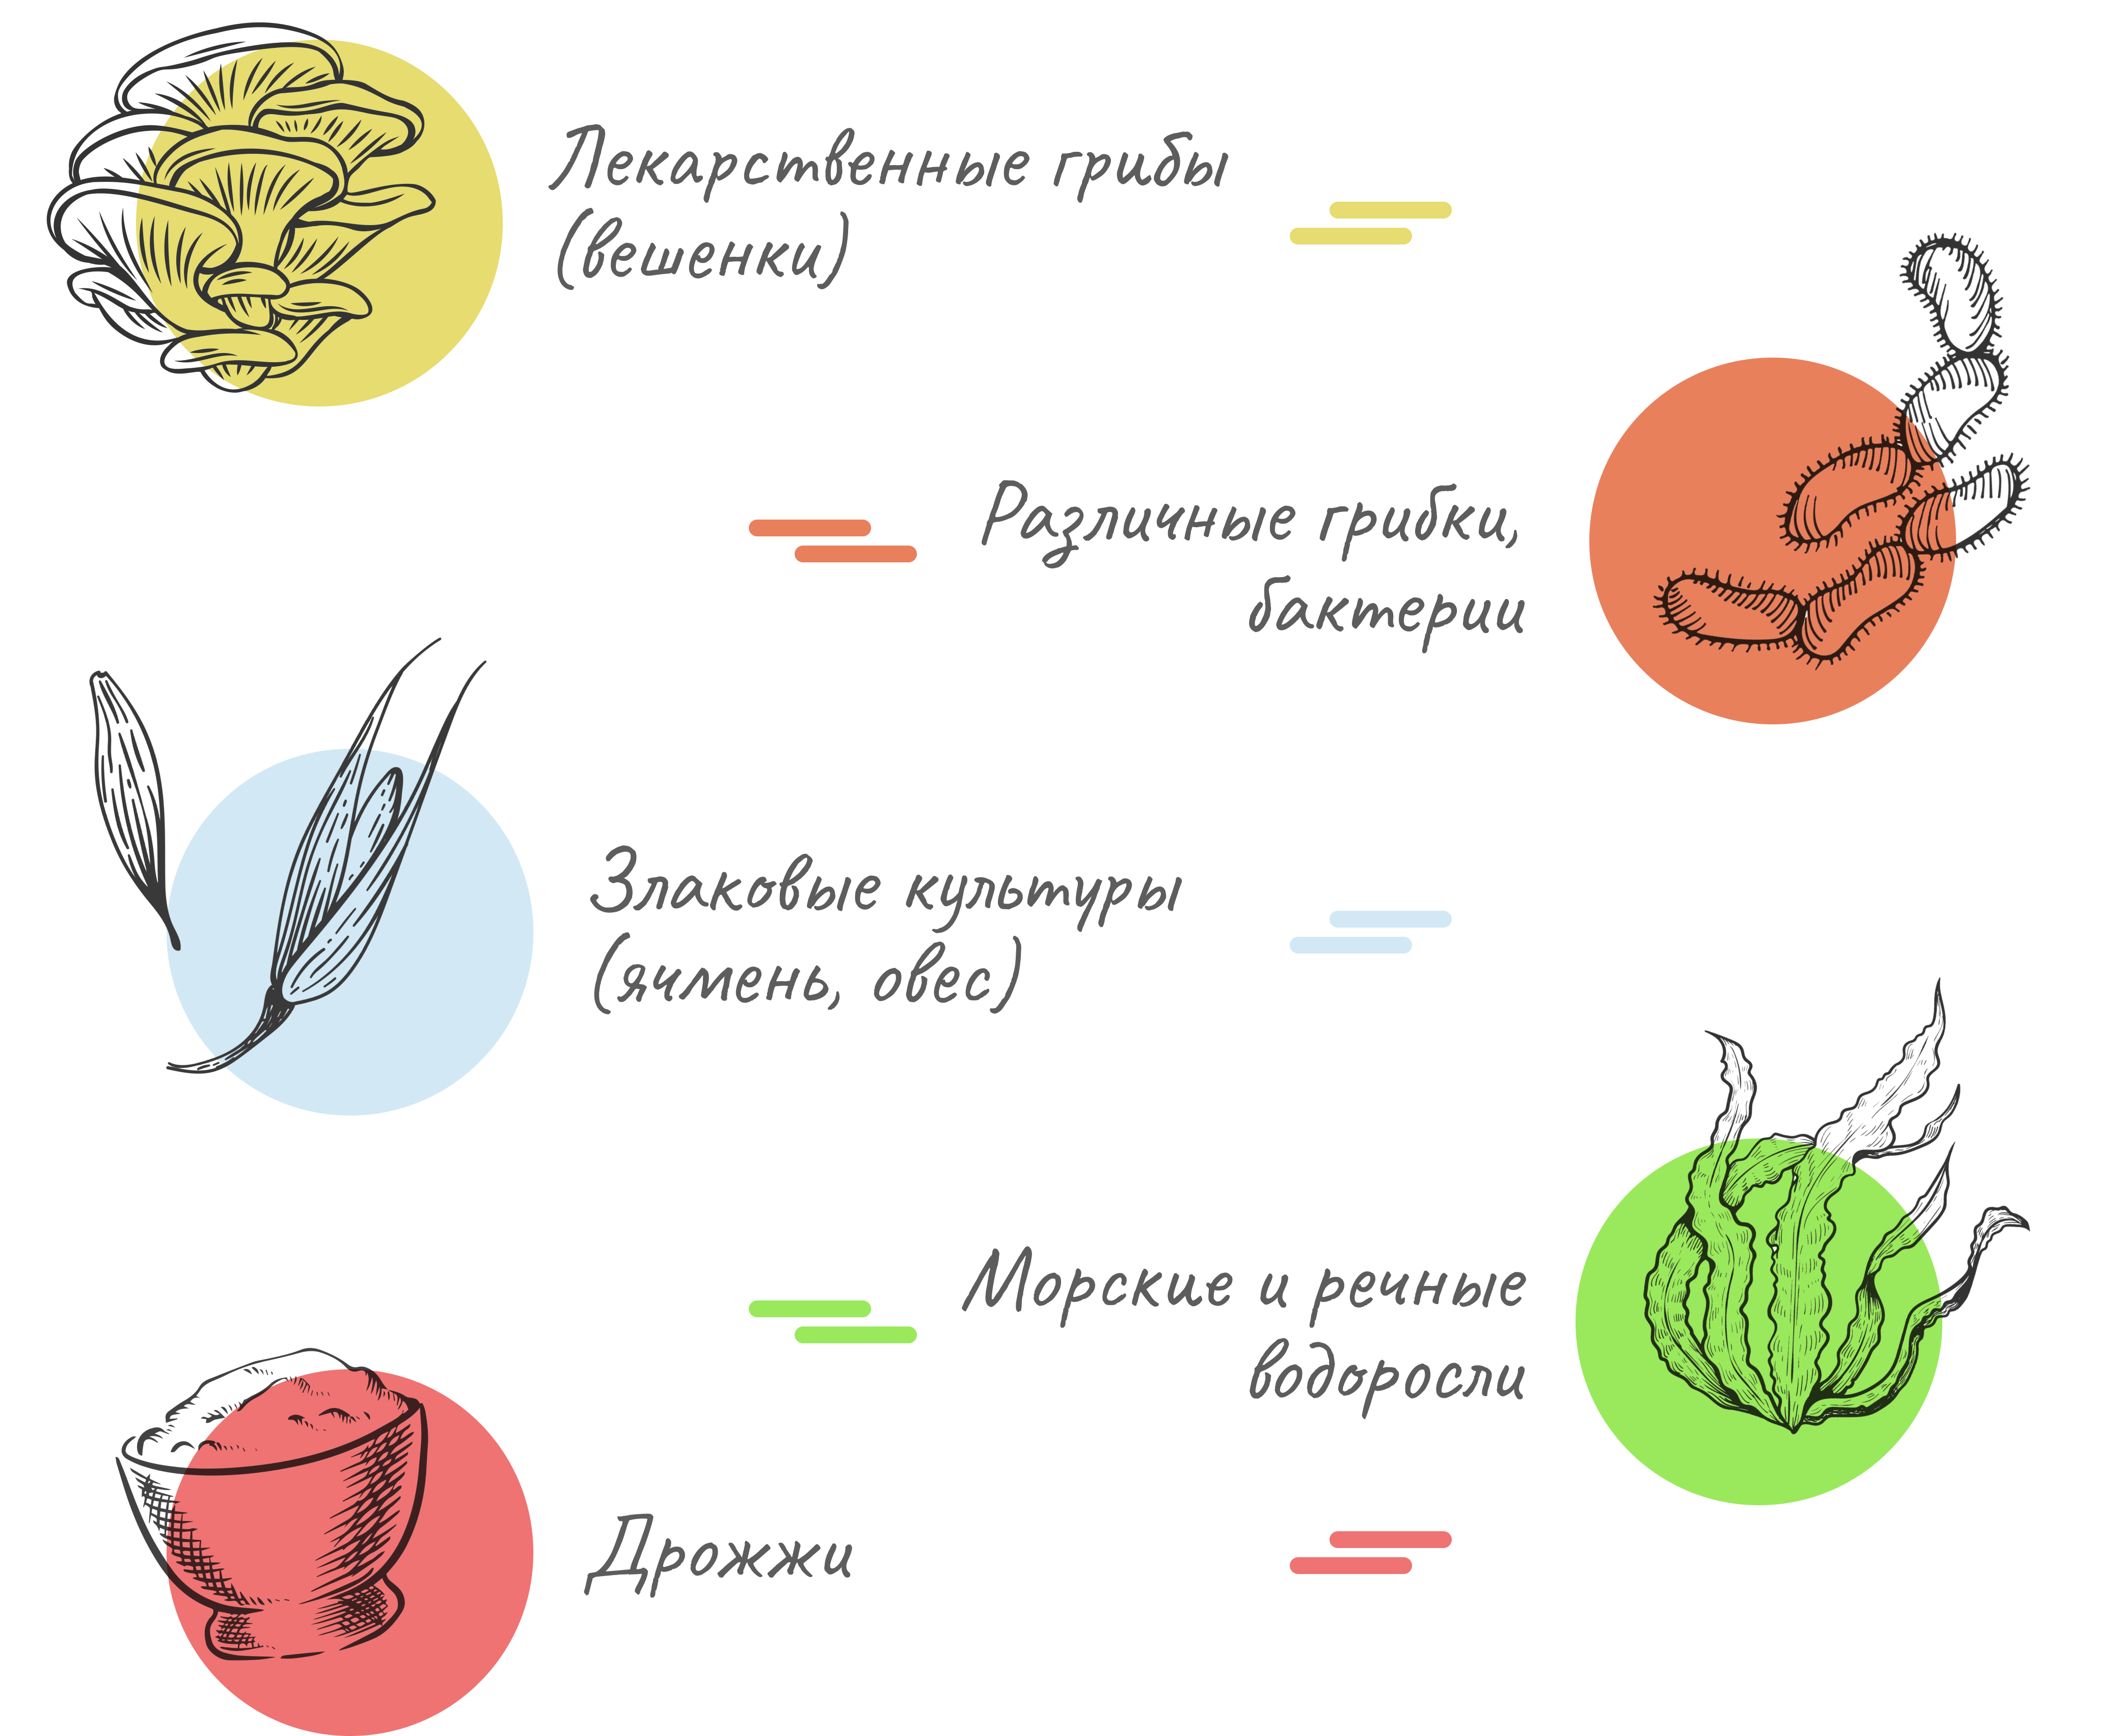 Лекарственные грибы
(вешенки)
Различные грибки,
бактерии
Злаковые культуры
(ячмень, овес)
Морские и речные
водоросли
Дрожжи